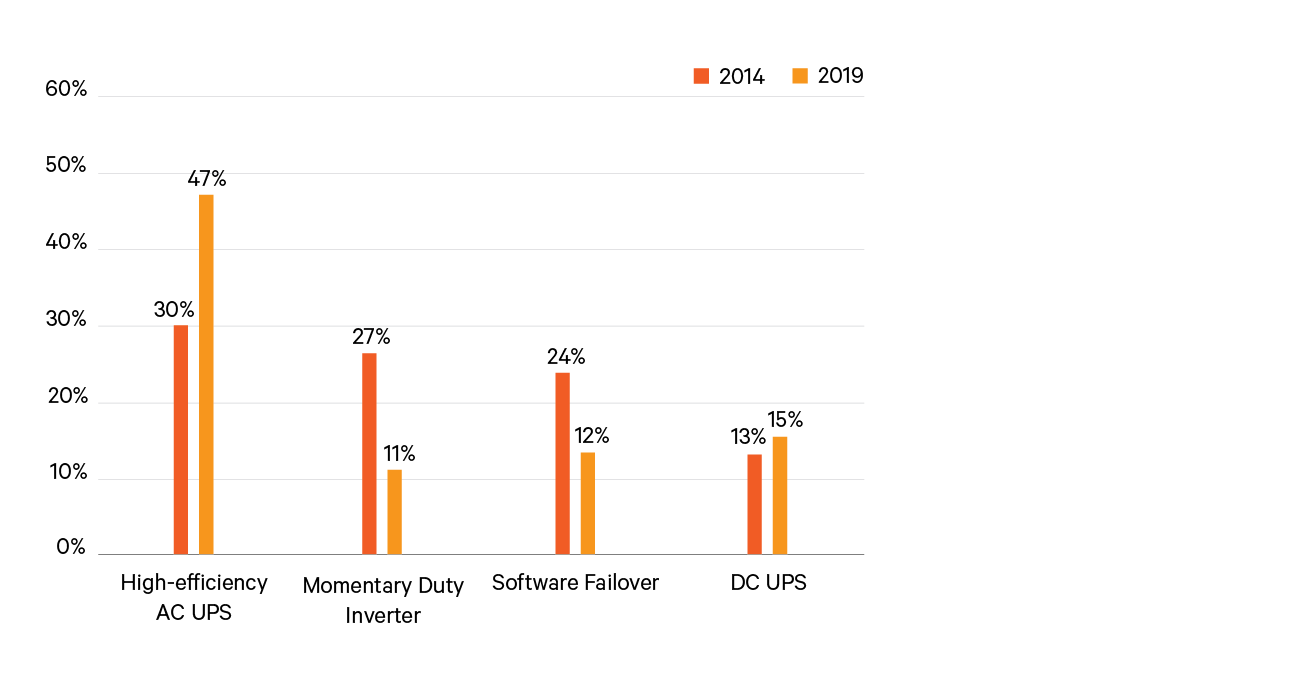 2014 2019
60%
50%
47%
40%
30%
30%
27%
24%
20%
15%
13%
12%
11%
10%
0%
High-efficiency
AC UPS
Momentary Duty
Inverter
Software Failover
DC UPS